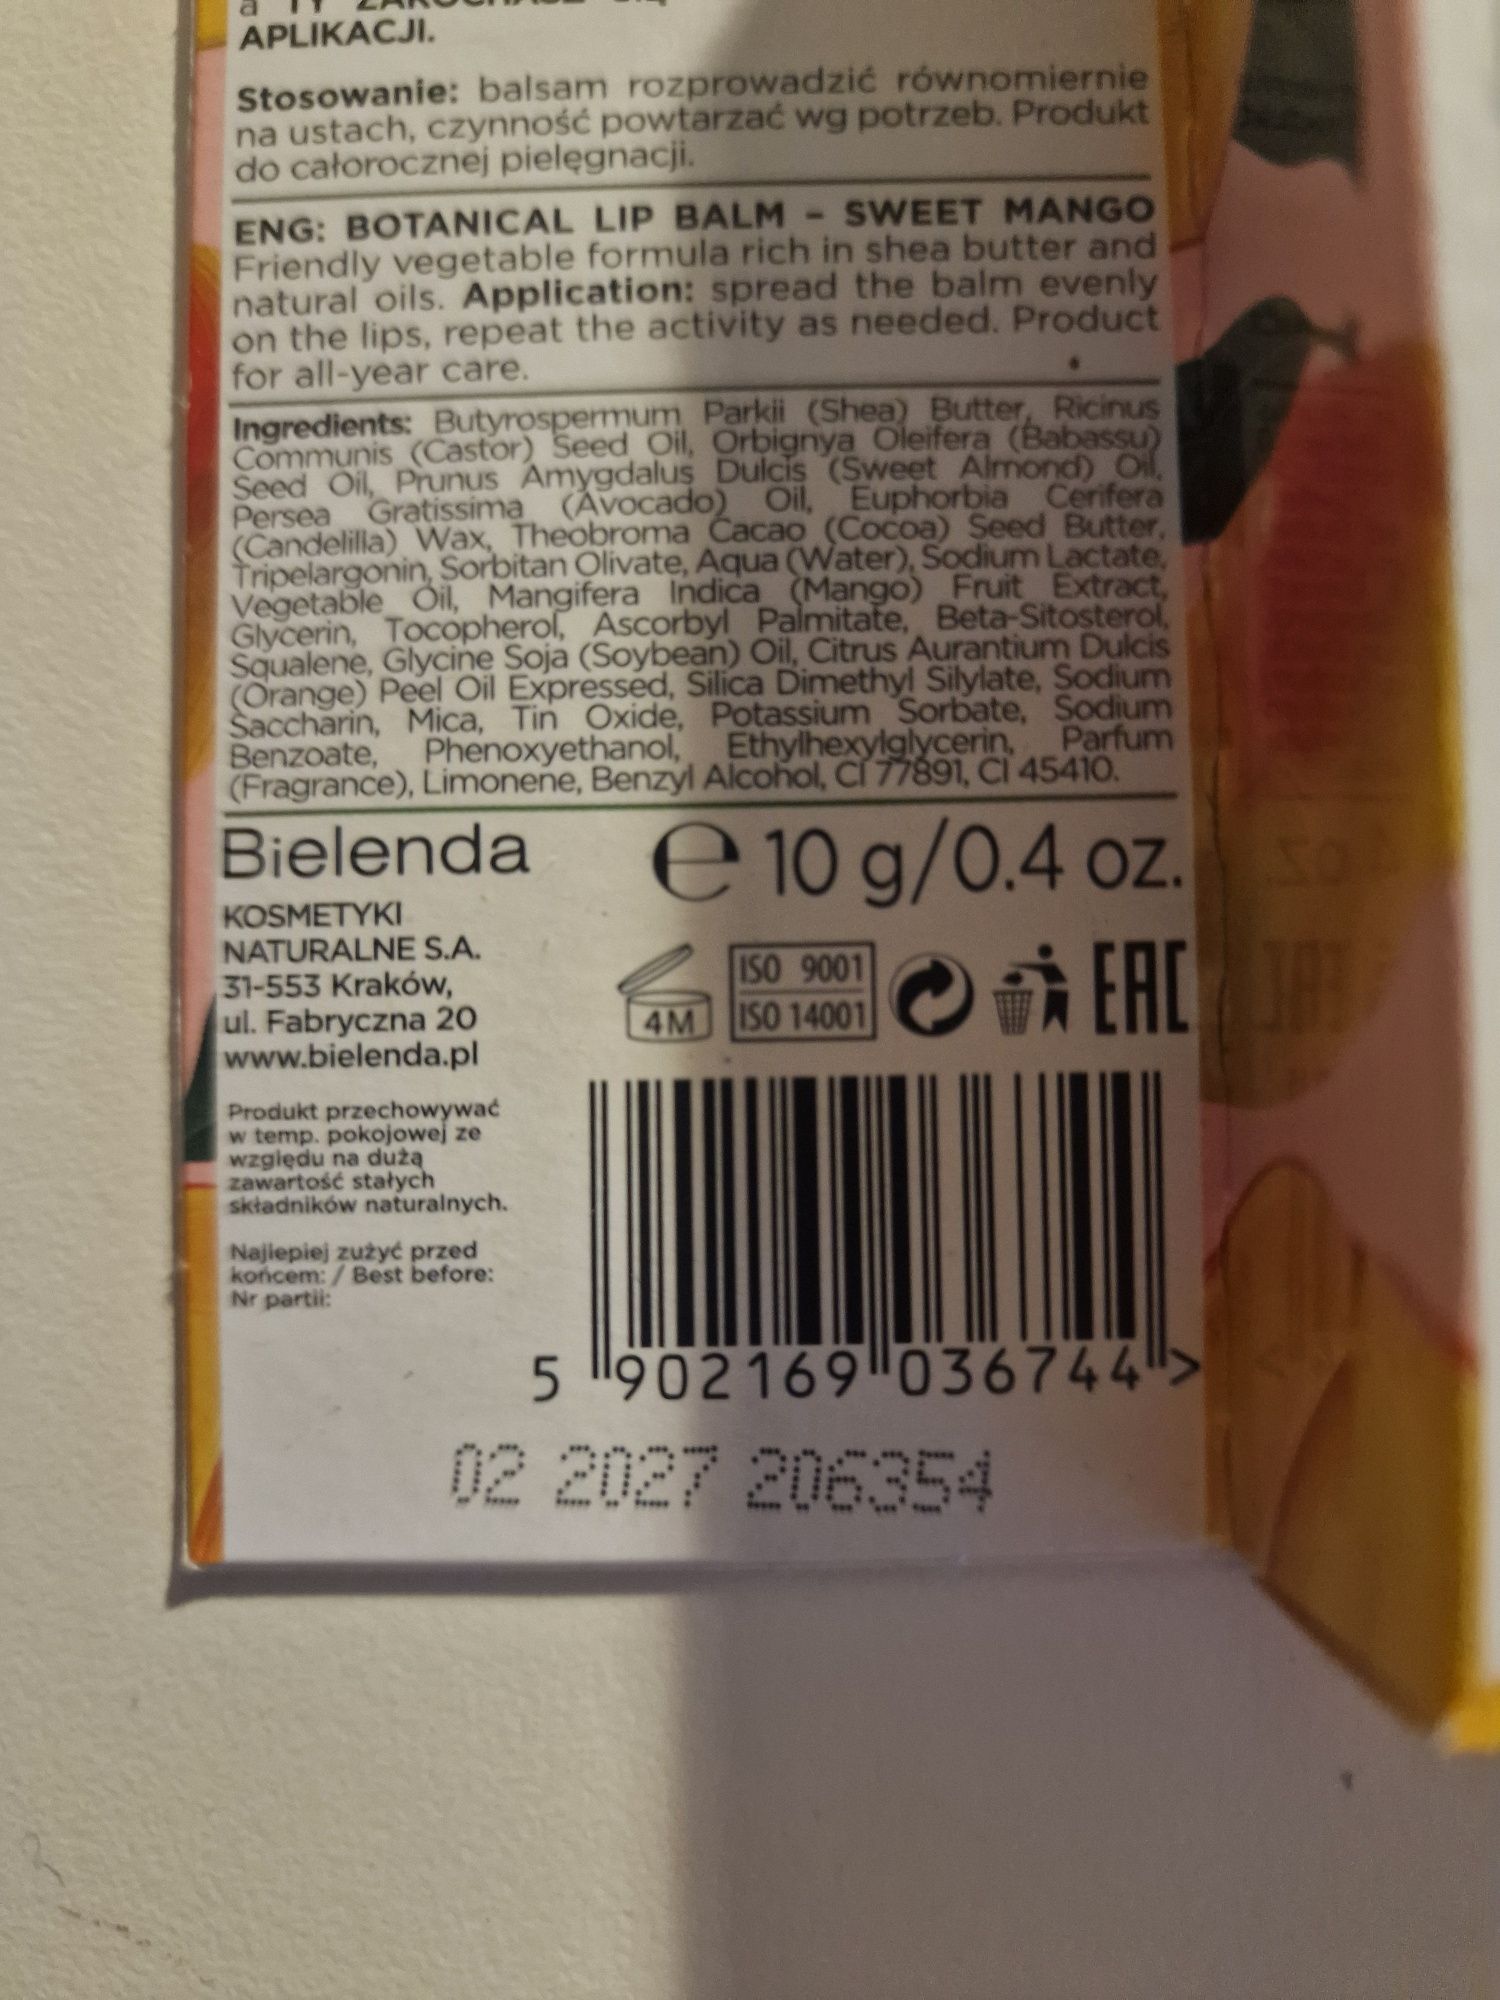 a TY ZAKOCHASZ się
APLIKACJI.
Stosowanie: balsam rozprowadzić równomiernie
na ustach, czynność powtarzać wg potrzeb. Produkt
do całorocznej pielęgnacji.
ENG: BOTANICAL LIP BALM – SWEET MANGO
Friendly vegetable formula rich in shea butter and
natural oils. Application: spread the balm evenly
on the lips, repeat the activity as needed. Product
for all-year care.
Ingredients: Butyrospermum Parkii (Shea) Butter, Ricinus
Communis (Castor) Seed Oil, Orbignya Oleifera (Babassu)
Seed Oil, Prunus Amygdalus Dulcis (Sweet Almond) Oil,
Persea Gratissima (Avocado) Oil, Euphorbia Cerifera
(Candelilla) Wax, Theobroma Cacao (Cocoa) Seed Butter,
Tripelargonin, Sorbitan Olivate, Aqua (Water), Sodium Lactate,
Vegetable Oil, Mangifera Indica (Mango) Fruit Extract,
Glycerin, Tocopherol, Ascorbyl Palmitate, Beta-Sitosterol,
Squalene, Glycine Soja (Soybean) Oil, Citrus Aurantium Dulcis
(Orange) Peel Oil Expressed, Silica Dimethyl Silylate, Sodium
Saccharin, Mica, Tin Oxide, Potassium Sorbate, Sodium
Benzoate, Phenoxyethanol, Ethylhexylglycerin, Parfum
(Fragrance), Limonene, Benzyl Alcohol, CI 77891, CI 45410.
Bielenda
℮ 10 g/0.4 oz.
KOSMETYKI
NATURALNE S.A.
31-553 Kraków,
ul. Fabryczna 20
www.bielenda.pl
4M
ISO 9001
ISO 14001
EAC
Produkt przechowywać
w temp. pokojowej ze
względu na dużą
zawartość stałych
składników naturalnych.
Najlepiej zużyć przed
końcem: / Best before:
Nr partii:
5 902169 036744 >
02 2027 206354